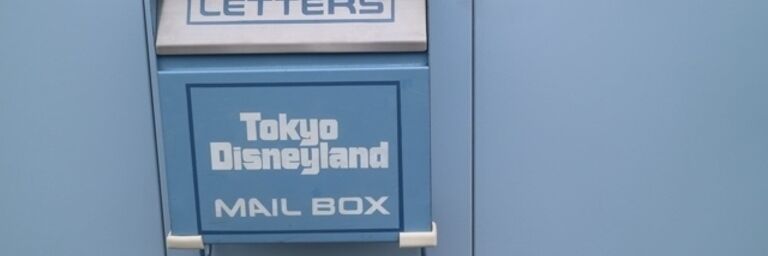 LETTERS
Tokyo
Disneyland
MAIL BOX